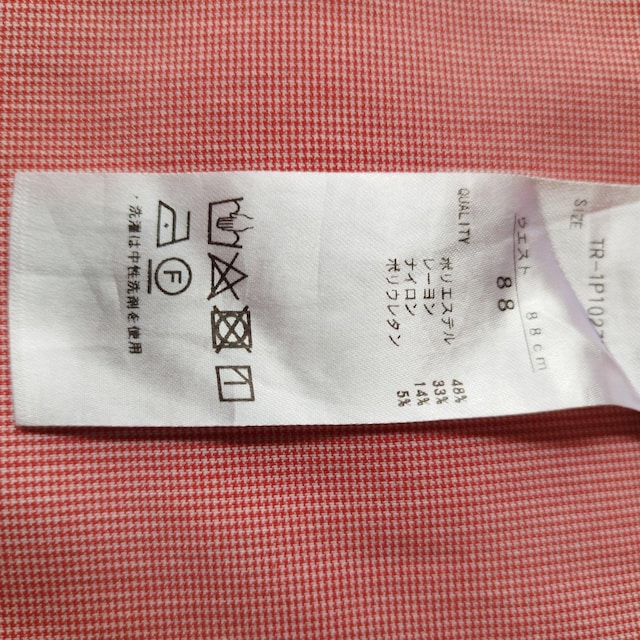 TR-1P102
SIZE
ウエスト 88cm
88
QUALITY
ポリエステル 48%
レーヨン 33%
ナイロン 14%
ポリウレタン 5%
F
・洗濯は中性洗剤を使用